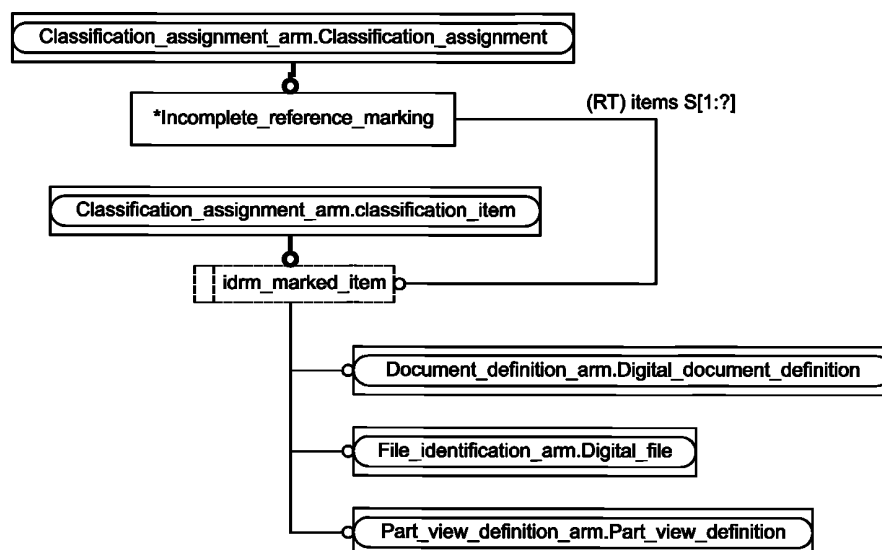 Classification_assignment_arm.Classification_assignment
(RT) items S[1:?]
*Incomplete_reference_marking
Classification_assignment_arm.classification_item
idrm_marked_item
Document_definition_arm.Digital_document_definition
File_identification_arm.Digital_file
Part_view_definition_arm.Part_view_definition